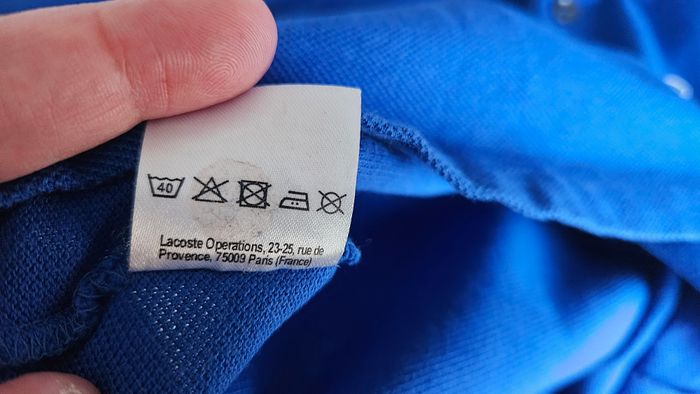 40
Lacoste Operations, 23-25, rue de
Provence, 75009 Paris (France)